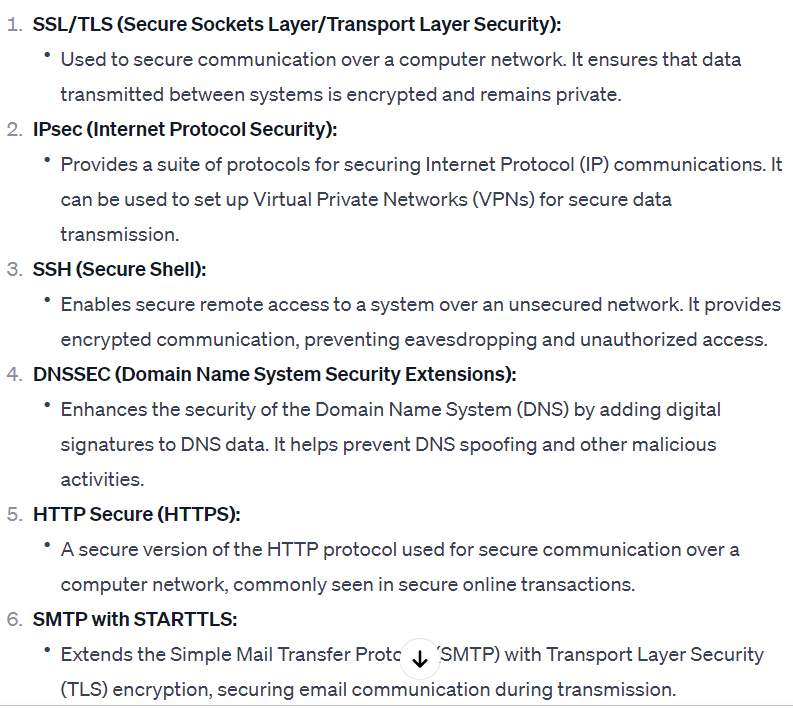 1. SSL/TLS (Secure Sockets Layer/Transport Layer Security):
• Used to secure communication over a computer network. It ensures that data
transmitted between systems is encrypted and remains private.
2. IPsec (Internet Protocol Security):
• Provides a suite of protocols for securing Internet Protocol (IP) communications. It
can be used to set up Virtual Private Networks (VPNs) for secure data
transmission.
3. SSH (Secure Shell):
• Enables secure remote access to a system over an unsecured network. It provides
encrypted communication, preventing eavesdropping and unauthorized access.
4. DNSSEC (Domain Name System Security Extensions):
• Enhances the security of the Domain Name System (DNS) by adding digital
signatures to DNS data. It helps prevent DNS spoofing and other malicious
activities.
5. HTTP Secure (HTTPS):
• A secure version of the HTTP protocol used for secure communication over a
computer network, commonly seen in secure online transactions.
6. SMTP with STARTTLS:
• Extends the Simple Mail Transfer Proto (SMTP) with Transport Layer Security
(TLS) encryption, securing email communication during transmission.